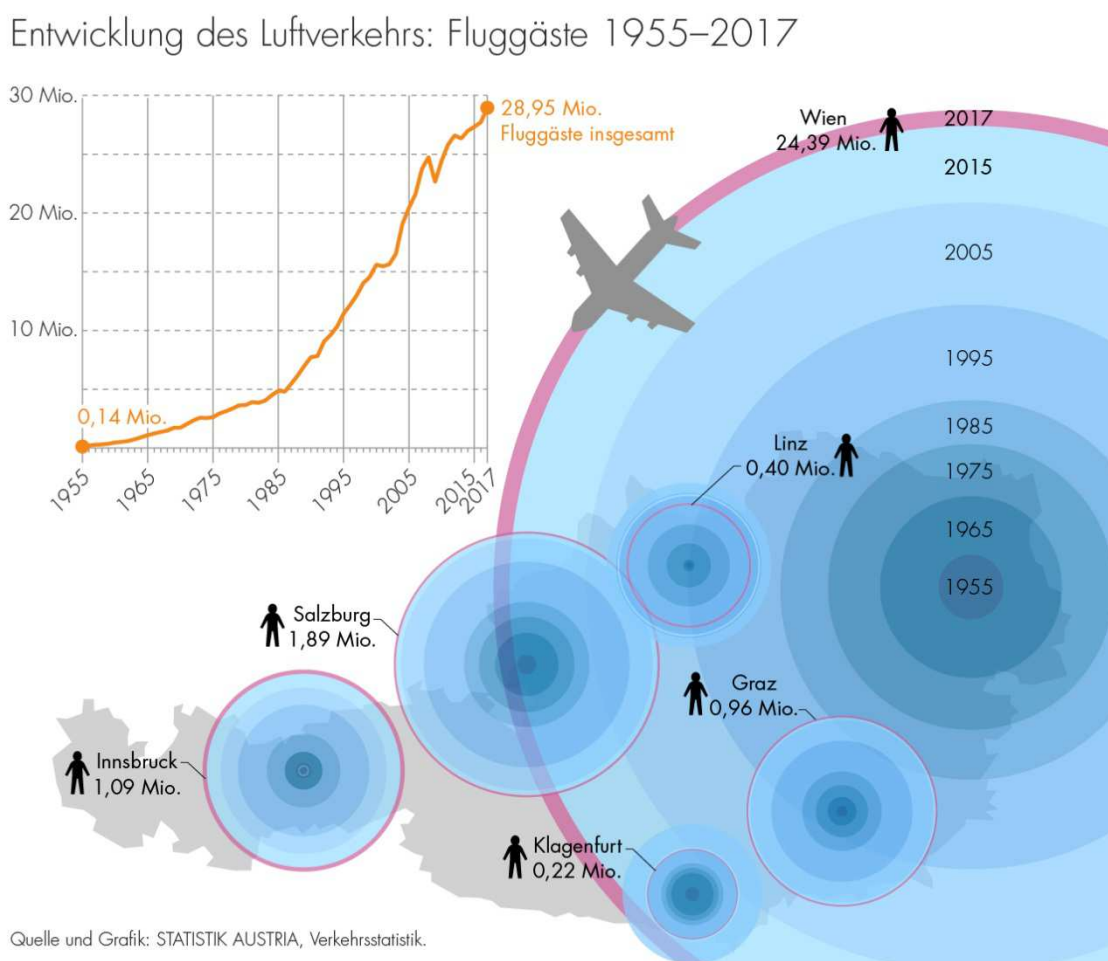 Entwicklung des Luftverkehrs: Fluggäste 1955–2017
30 Mio.
20 Mio.
10 Mio.
28,95 Mio.
Fluggäste insgesamt
0,14 Mio.
1955
1965
1975
1985
1995
2005
2015
2017
Wien
24,39 Mio.
2017
2015
2005
1995
1985
1975
1965
1955
Linz
0,40 Mio.
Salzburg
1,89 Mio.
Graz
0,96 Mio.
Innsbruck
1,09 Mio.
Klagenfurt
0,22 Mio.
Quelle und Grafik: STATISTIK AUSTRIA, Verkehrsstatistik.